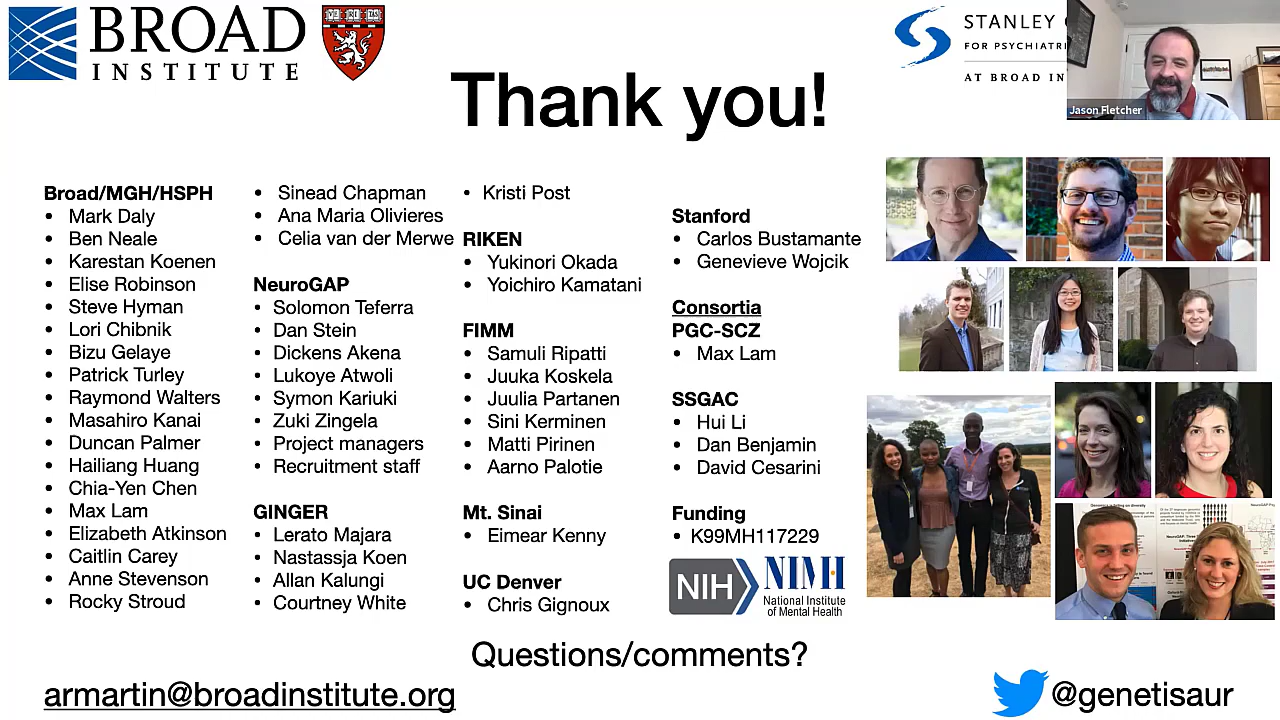 BROAD
INSTITUTE
STANLEY
FOR PSYCHIATRI
AT BROAD IN
Jason Fletcher
Thank you!
Broad/MGH/HSPH
• Mark Daly
• Ben Neale
• Karestan Koenen
• Elise Robinson
• Steve Hyman
• Lori Chibnik
• Bizu Gelaye
• Patrick Turley
• Raymond Walters
• Masahiro Kanai
• Duncan Palmer
• Hailiang Huang
• Chia-Yen Chen
• Max Lam
• Elizabeth Atkinson
• Caitlin Carey
• Anne Stevenson
• Rocky Stroud
• Sinead Chapman
• Ana Maria Olivieres
• Celia van der Merwe
NeuroGAP
• Solomon Teferra
• Dan Stein
• Dickens Akena
• Lukoye Atwoli
• Symon Kariuki
• Zuki Zingela
• Project managers
• Recruitment staff
GINGER
• Lerato Majara
• Nastassja Koen
• Allan Kalungi
• Courtney White
• Kristi Post
RIKEN
• Yukinori Okada
• Yoichiro Kamatani
FIMM
• Samuli Ripatti
• Juuka Koskela
• Juulia Partanen
• Sini Kerminen
• Matti Pirinen
• Aarno Palotie
Mt. Sinai
• Eimear Kenny
UC Denver
• Chris Gignoux
Stanford
• Carlos Bustamante
• Genevieve Wojcik
Consortia
PGC-SCZ
• Max Lam
SSGAC
• Hui Li
• Dan Benjamin
• David Cesarini
Funding
• K99MH117229
NIH
NIMH
National Institute
of Mental Health
Questions/comments?
armartin@broadinstitute.org
@genetisaur